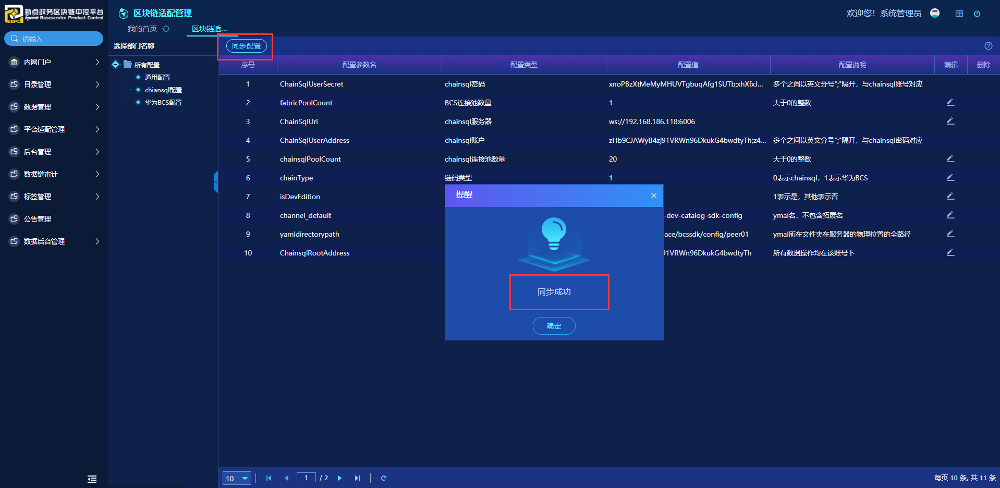 新点政务区块链中控平台
Epoint Baseservice Product Control
EBPC
请输入
内网门户
目录管理
数据管理
平台适配管理
后台管理
数据链审计
标签管理
公告管理
数据后台管理
区块链适配管理
欢迎您！系统管理员
我的首页
区块链适...
选择部门名称
所有配置
通用配置
chiansql配置
华为BCS配置
同步配置
序号 配置参数名 配置类型 配置值 配置说明 编辑 删除
1 ChainSqlUserSecret chainsql密码 xnoPBzXtMeMyMHUVTgbuqAfg1SUTb;xhXfxJ... 多个之间以英文分号";"隔开，与chainsql账号对应
2 fabricPoolCount BCS连接池数量 1 大于0的整数
3 ChainSqlUri chainsql服务器 ws://192.168.186.118:6006
4 ChainSqlUserAddress chainsql账户 zHb9CJAWyB4zj91VRWn96DkukG4bwdtyTh;z4... 多个之间以英文分号";"隔开，与chainsql密码对应
5 chainsqlPoolCount chainsql连接池数量 20 大于0的整数
6 chainType 链码类型 1 0表示chainsql，1表示华为BCS
7 isDevEdition 1表示是，其他表示否
8 channel_default -dev-catalog-sdk-config ymal名，不包含拓展名
9 yamldirectorypath ace/bcssdk/config/peer01 ymal所在文件夹在服务器的物理位置的全路径
10 ChainsqlRootAddress 91VRWn96DkukG4bwdtyTh 所有数据操作均在该账号下
提醒
同步成功
确定
10 1 / 2 每页 10 条, 共 11 条